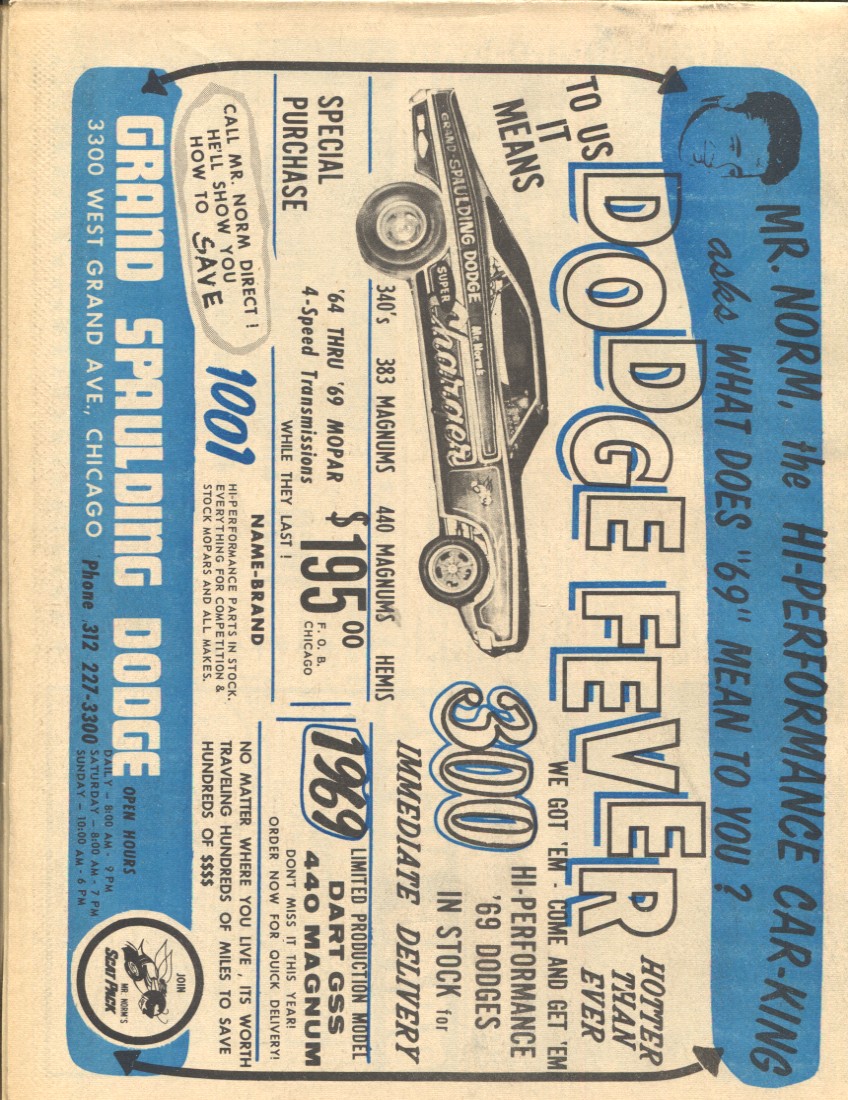 MR. NORM, the HI-PERFORMANCE CAR-KING
asks WHAT DOES "69" MEAN TO YOU ?
TO US
IT
MEANS
DODGE FEVER
HOTTER
THAN
EVER
GRAND-SPAULDING DODGE
Mr. Norm's
SUPER
Charger
WE GOT 'EM - COME AND GET 'EM
300
HI-PERFORMANCE
'69 DODGES
IN STOCK for
IMMEDIATE DELIVERY
340's 383 MAGNUMS 440 MAGNUMS HEMIS
SPECIAL
PURCHASE
'64 THRU '69 MOPAR
4-Speed Transmissions
WHILE THEY LAST !
$195.00
F. O. B.
CHICAGO
1969
LIMITED PRODUCTION MODEL
DART GSS
440 MAGNUM
DON'T MISS IT THIS YEAR!
ORDER NOW FOR QUICK DELIVERY!
CALL MR. NORM DIRECT !
HE'LL SHOW YOU
HOW TO SAVE
1001
NAME-BRAND
HI-PERFORMANCE PARTS IN STOCK.
EVERYTHING FOR COMPETITION &
STOCK MOPARS AND ALL MAKES.
NO MATTER WHERE YOU LIVE , ITS WORTH
TRAVELING HUNDREDS OF MILES TO SAVE
HUNDREDS OF $$$$
GRAND SPAULDING DODGE
3300 WEST GRAND AVE., CHICAGO
Phone 312 227-3300
OPEN HOURS
DAILY - 8:00 AM - 9 PM
SATURDAY - 8:00 AM - 7 PM
SUNDAY - 10:00 AM - 6 PM
JOIN
MR. NORM'S
Scat Pack